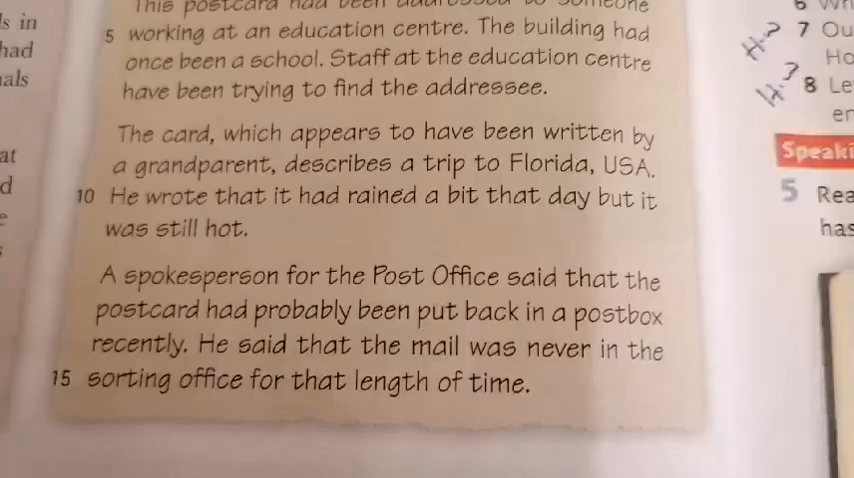 This postcard had been addressed to someone
5 working at an education centre. The building had
once been a school. Staff at the education centre
have been trying to find the addressee.
The card, which appears to have been written by
a grandparent, describes a trip to Florida, USA.
10 He wrote that it had rained a bit that day but it
was still hot.
A spokesperson for the Post Office said that the
postcard had probably been put back in a postbox
recently. He said that the mail was never in the
15 sorting office for that length of time.
s in
had
als
at
d
6
7 Ou
Ho
H.?
8 Le
H.?
er
Speaki
5 Rea
has